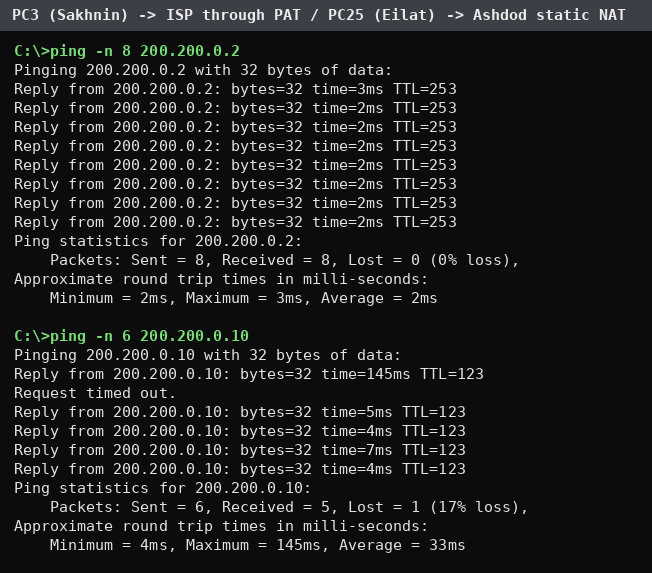 PC3 (Sakhnin) -> ISP through PAT / PC25 (Eilat) -> Ashdod static NAT
C:\>ping -n 8 200.200.0.2
Pinging 200.200.0.2 with 32 bytes of data:
Reply from 200.200.0.2: bytes=32 time=3ms TTL=253
Reply from 200.200.0.2: bytes=32 time=2ms TTL=253
Reply from 200.200.0.2: bytes=32 time=2ms TTL=253
Reply from 200.200.0.2: bytes=32 time=2ms TTL=253
Reply from 200.200.0.2: bytes=32 time=2ms TTL=253
Reply from 200.200.0.2: bytes=32 time=2ms TTL=253
Reply from 200.200.0.2: bytes=32 time=2ms TTL=253
Reply from 200.200.0.2: bytes=32 time=2ms TTL=253
Ping statistics for 200.200.0.2:
    Packets: Sent = 8, Received = 8, Lost = 0 (0% loss),
Approximate round trip times in milli-seconds:
    Minimum = 2ms, Maximum = 3ms, Average = 2ms
C:\>ping -n 6 200.200.0.10
Pinging 200.200.0.10 with 32 bytes of data:
Reply from 200.200.0.10: bytes=32 time=145ms TTL=123
Request timed out.
Reply from 200.200.0.10: bytes=32 time=5ms TTL=123
Reply from 200.200.0.10: bytes=32 time=4ms TTL=123
Reply from 200.200.0.10: bytes=32 time=7ms TTL=123
Reply from 200.200.0.10: bytes=32 time=4ms TTL=123
Ping statistics for 200.200.0.10:
    Packets: Sent = 6, Received = 5, Lost = 1 (17% loss),
Approximate round trip times in milli-seconds:
    Minimum = 4ms, Maximum = 145ms, Average = 33ms